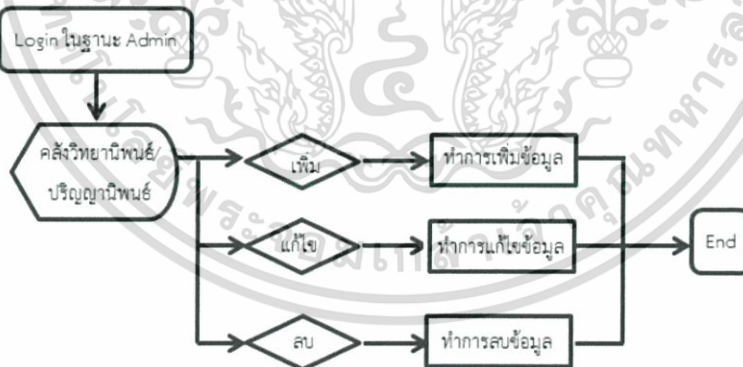 Login ในฐานะ Admin
คลังวิทยานิพนธ์/
ปริญญานิพนธ์
เพิ่ม
ทำการเพิ่มข้อมูล
แก้ไข
ทำการแก้ไขข้อมูล
End
ลบ
ทำการลบข้อมูล